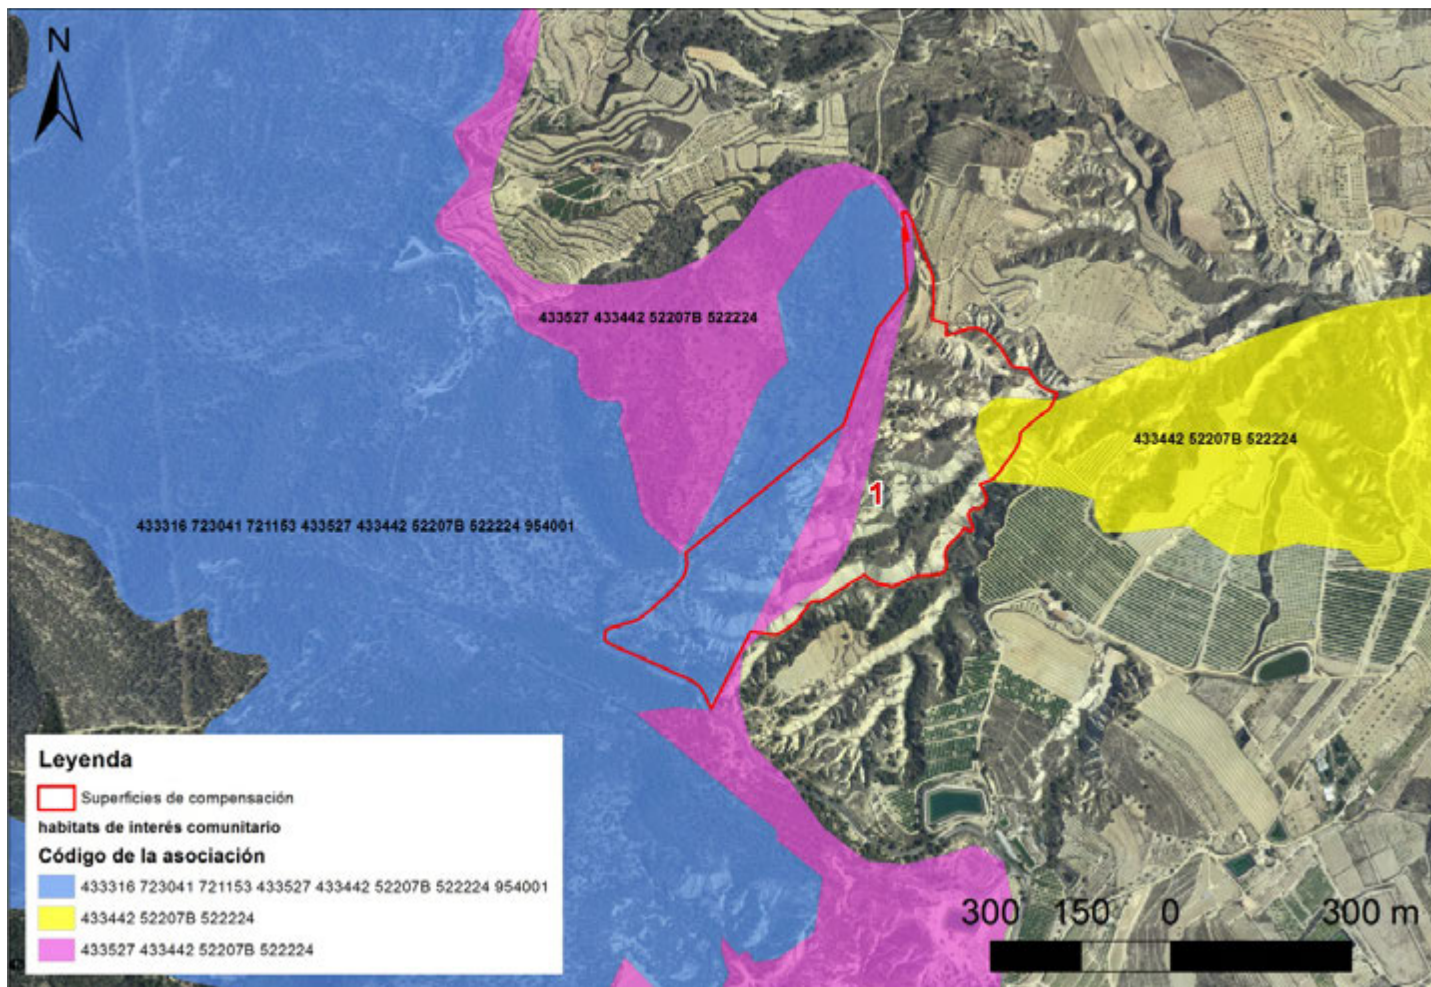 N
433527 433442 52207B 522224
433442 52207B 522224
1
433316 723041 721153 433527 433442 52207B 522224 954001
Leyenda
Superficies de compensación
habitats de interés comunitario
Código de la asociación
433316 723041 721153 433527 433442 52207B 522224 954001
433442 52207B 522224
433527 433442 52207B 522224
300 150 0 300 m